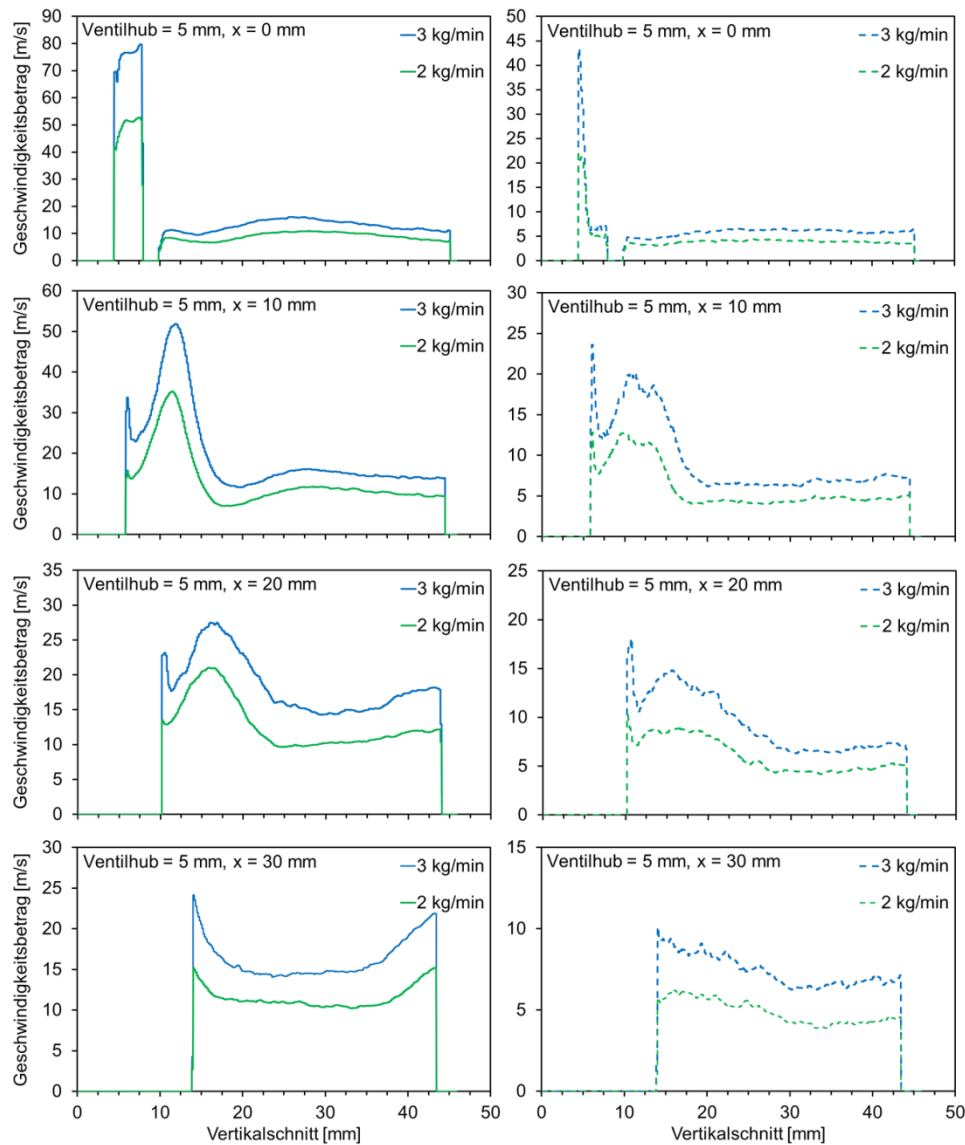 Geschwindigkeitsbetrag [m/s]
90
80
70
60
50
40
30
20
10
0
Ventilhub = 5 mm, x = 0 mm
3 kg/min
2 kg/min
50
45
40
35
30
25
20
15
10
5
0
Ventilhub = 5 mm, x = 0 mm
3 kg/min
2 kg/min
Geschwindigkeitsbetrag [m/s]
60
50
40
30
20
10
0
Ventilhub = 5 mm, x = 10 mm
3 kg/min
2 kg/min
30
25
20
15
10
5
0
Ventilhub = 5 mm, x = 10 mm
3 kg/min
2 kg/min
Geschwindigkeitsbetrag [m/s]
35
30
25
20
15
10
5
0
Ventilhub = 5 mm, x = 20 mm
3 kg/min
2 kg/min
25
20
15
10
5
0
Ventilhub = 5 mm, x = 20 mm
3 kg/min
2 kg/min
Geschwindigkeitsbetrag [m/s]
30
25
20
15
10
5
0
Ventilhub = 5 mm, x = 30 mm
3 kg/min
2 kg/min
0 10 20 30 40 50
Vertikalschnitt [mm]
15
10
5
0
Ventilhub = 5 mm, x = 30 mm
3 kg/min
2 kg/min
0 10 20 30 40 50
Vertikalschnitt [mm]